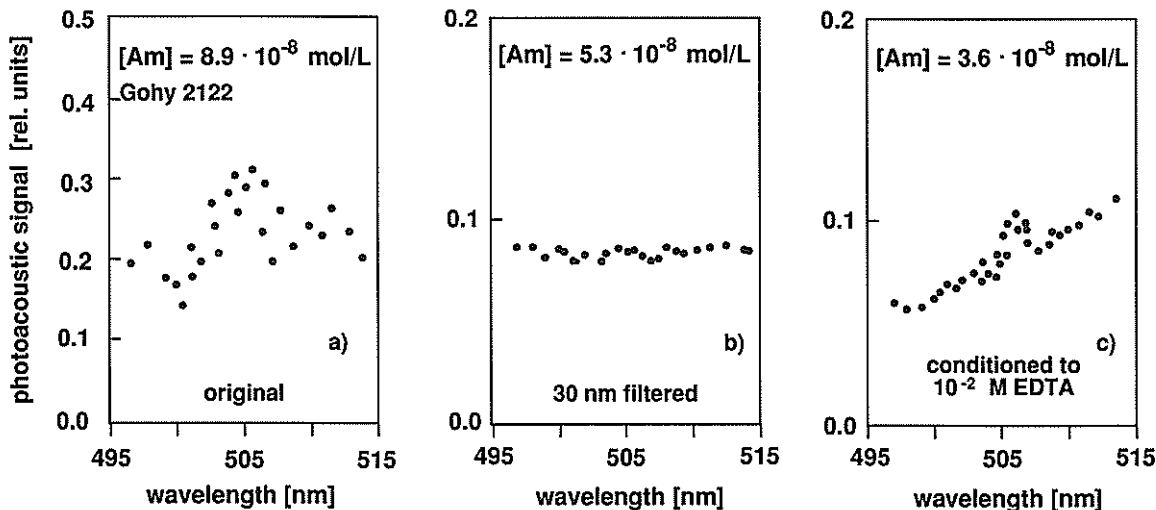 photoacoustic signal [rel. units]
0.5
0.4
0.3
0.2
0.1
0.0
[Am] = 8.9 · 10⁻⁸ mol/L
Gohy 2122
a)
original
495
505
515
wavelength [nm]
0.2
0.1
0.0
[Am] = 5.3 · 10⁻⁸ mol/L
b)
30 nm filtered
495
505
515
wavelength [nm]
0.2
0.1
0.0
[Am] = 3.6 · 10⁻⁸ mol/L
c)
conditioned to
10⁻² M EDTA
495
505
515
wavelength [nm]